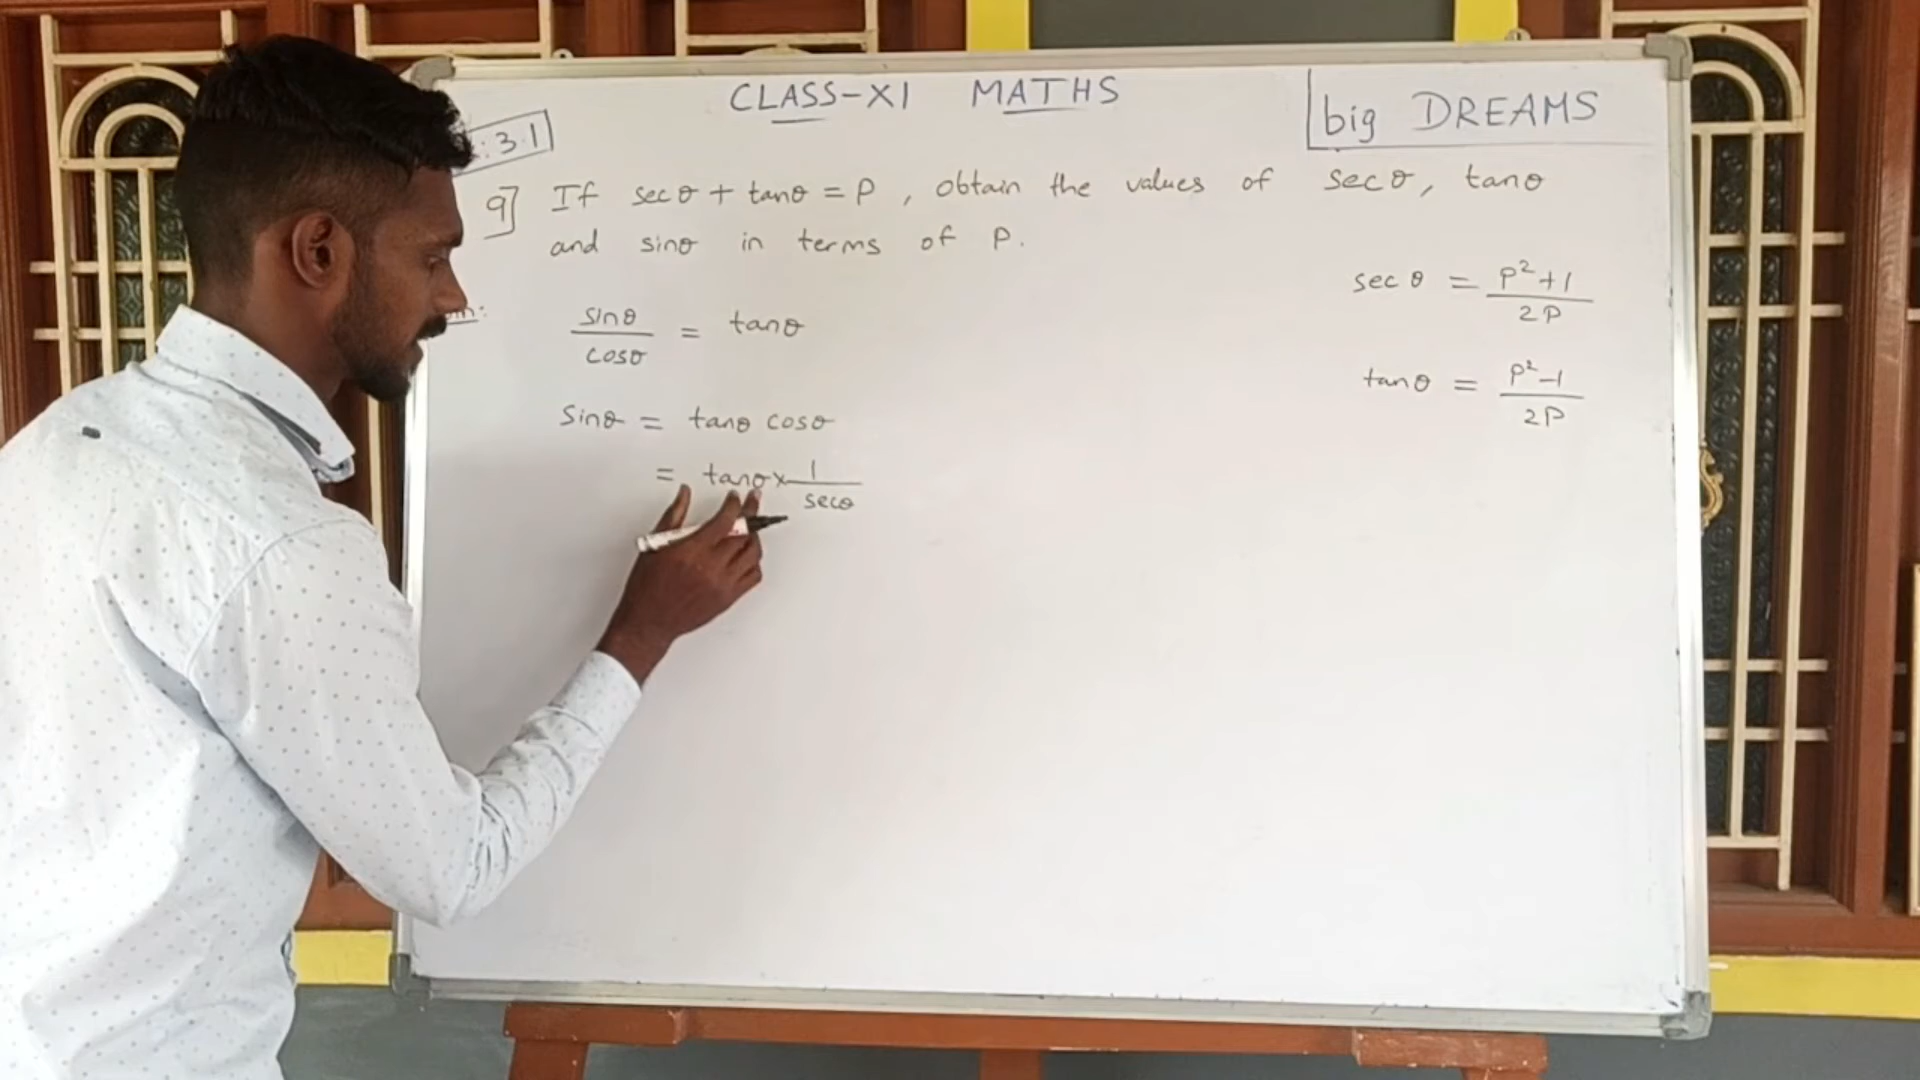 CLASS-XI MATHS
big DREAMS
: 3.1
9] If secθ + tanθ = P , obtain the values of secθ, tanθ
and sinθ in terms of P.
sinθ/cosθ = tanθ
sinθ = tanθ cosθ
= tanθ × 1/secθ
sec θ = P²+1/2P
tanθ = P²-1/2P